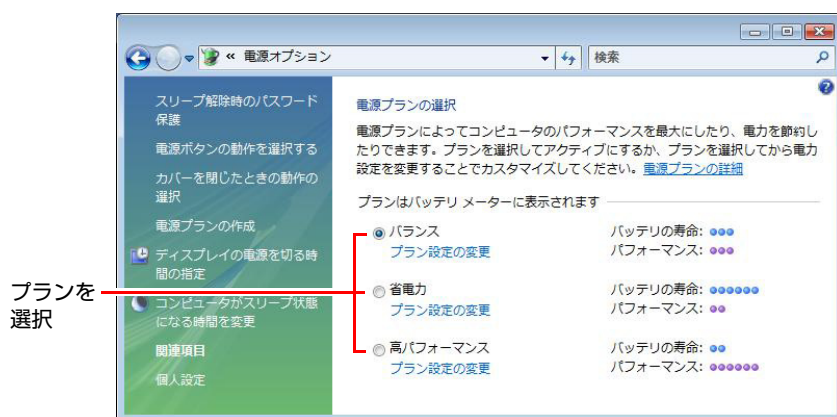 « 電源オプション
検索
スリープ解除時のパスワード
保護
電源ボタンの動作を選択する
カバーを閉じたときの動作の
選択
電源プランの作成
ディスプレイの電源を切る時
間の指定
コンピュータがスリープ状態
になる時間を変更
関連項目
個人設定
電源プランの選択
電源プランによってコンピュータのパフォーマンスを最大にしたり、電力を節約し
たりできます。プランを選択してアクティブにするか、プランを選択してから電力
設定を変更することでカスタマイズしてください。電源プランの詳細
プランはバッテリ メーターに表示されます
バランス バッテリの寿命:
プラン設定の変更 パフォーマンス:
省電力 バッテリの寿命:
プラン設定の変更 パフォーマンス:
高パフォーマンス バッテリの寿命:
プラン設定の変更 パフォーマンス:
プランを
選択